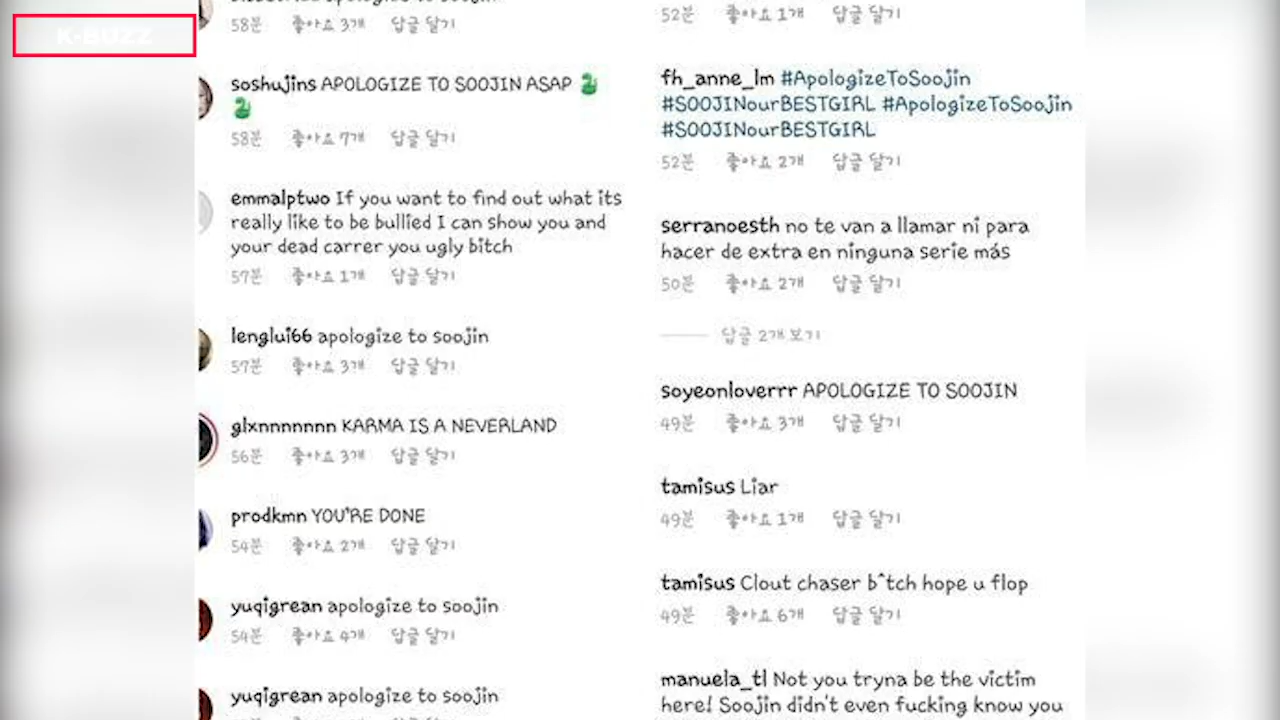 K-BUZZ
58분 좋아요 3개 답글 달기
soshujins APOLOGIZE TO SOOJIN ASAP 🐍
🐍
58분 좋아요 7개 답글 달기
emmalptwo If you want to find out what its
really like to be bullied I can show you and
your dead carrer you ugly bitch
57분 좋아요 1개 답글 달기
lenglui66 apologize to soojin
57분 좋아요 3개 답글 달기
glxnnnnnnn KARMA IS A NEVERLAND
56분 좋아요 3개 답글 달기
prodkmn YOU'RE DONE
54분 좋아요 2개 답글 달기
yuqigrean apologize to soojin
54분 좋아요 4개 답글 달기
yuqigrean apologize to soojin
52분 좋아요 1개 답글 달기
fh_anne_lm #ApologizeToSoojin
#SOOJINourBESTGIRL #ApologizeToSoojin
#SOOJINourBESTGIRL
52분 좋아요 2개 답글 달기
serranoesth no te van a llamar ni para
hacer de extra en ninguna serie más
50분 좋아요 2개 답글 달기
답글 2개 보기
soyeonloverrr APOLOGIZE TO SOOJIN
49분 좋아요 3개 답글 달기
tamisus Liar
49분 좋아요 1개 답글 달기
tamisus Clout chaser b^tch hope u flop
49분 좋아요 6개 답글 달기
manuela_tl Not you tryna be the victim
here! Soojin didn't even fucking know you